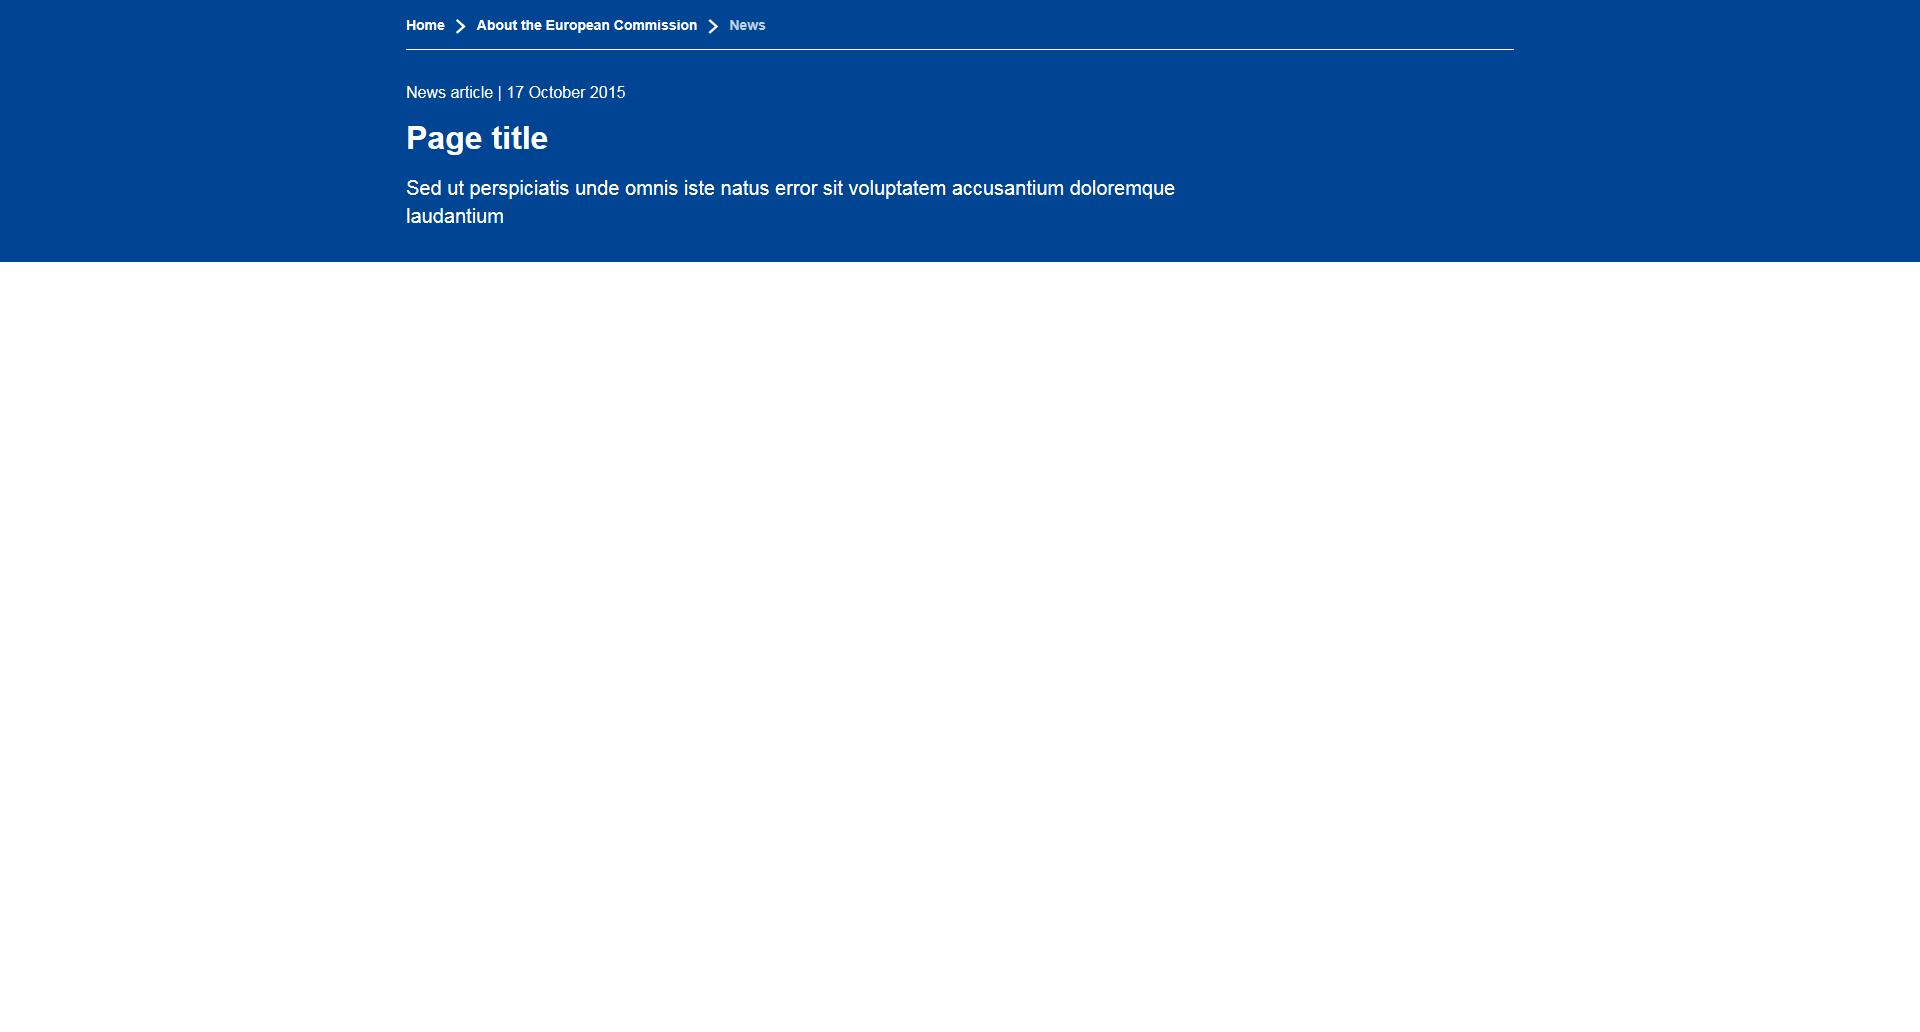 Home About the European Commission News
News article | 17 October 2015
Page title
Sed ut perspiciatis unde omnis iste natus error sit voluptatem accusantium doloremque
laudantium